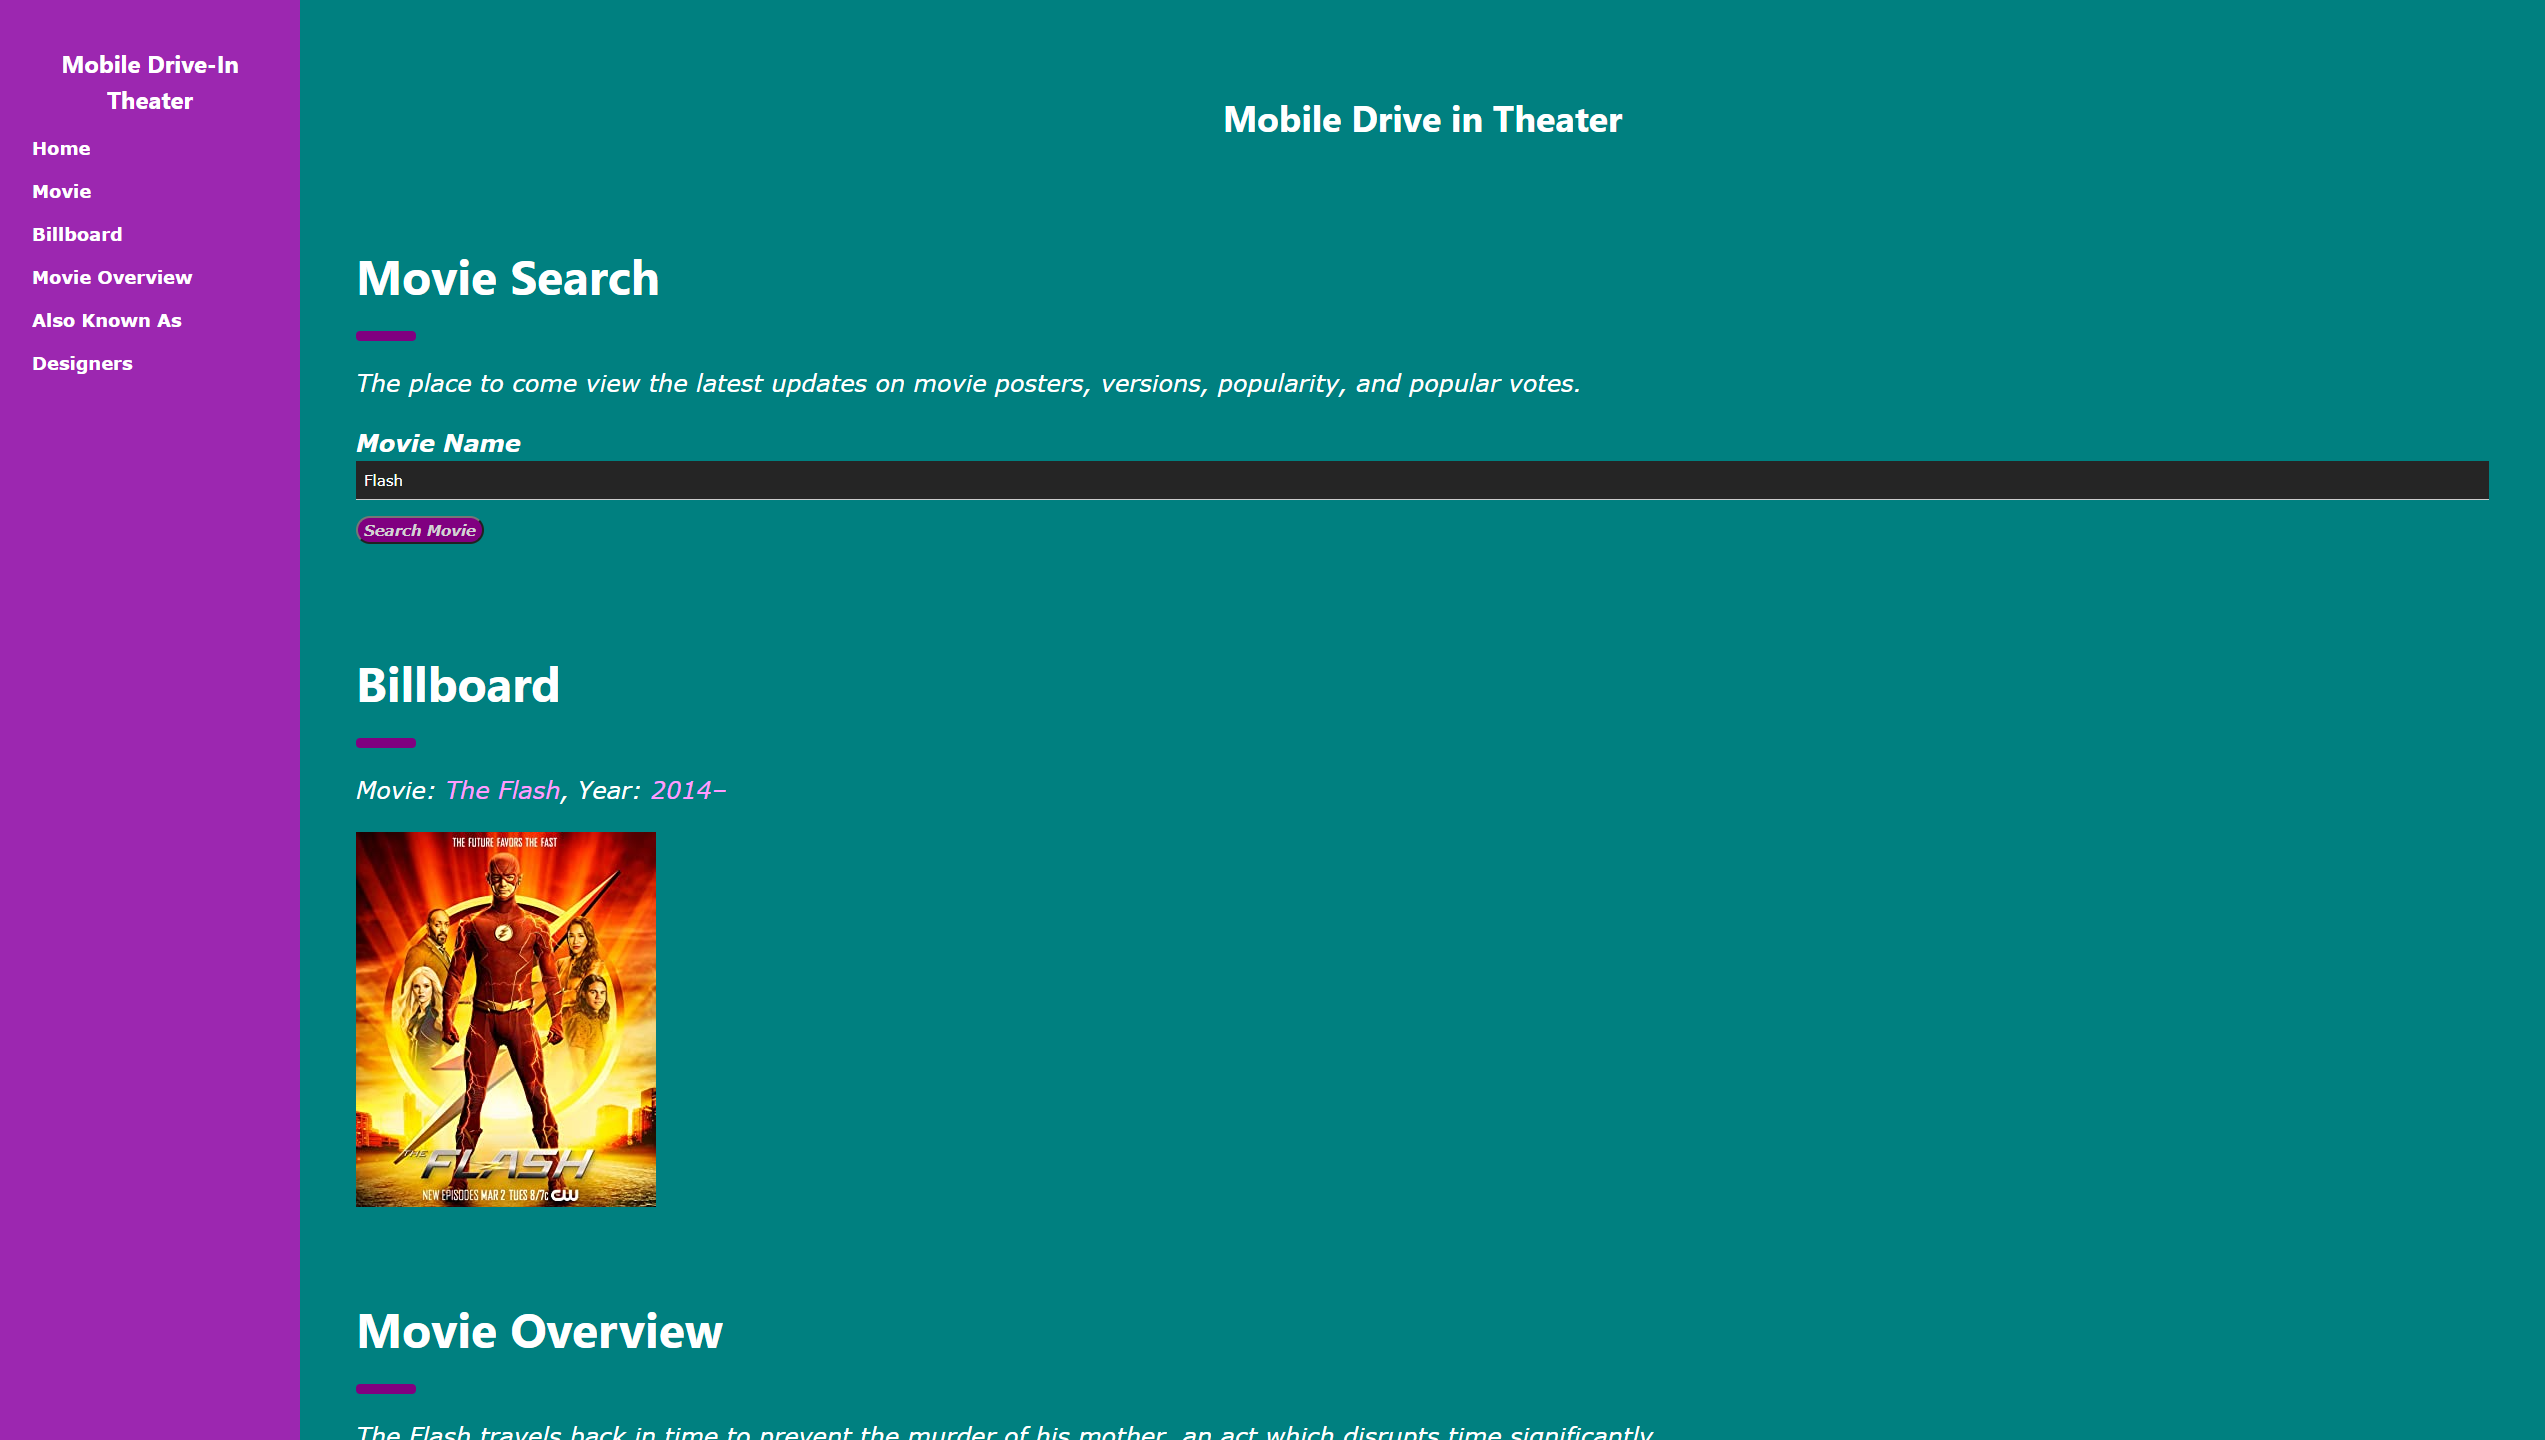 Mobile Drive-In
Theater
Home
Movie
Billboard
Movie Overview
Also Known As
Designers
Mobile Drive in Theater
Movie Search
The place to come view the latest updates on movie posters, versions, popularity, and popular votes.
Movie Name
Flash
Search Movie
Billboard
Movie: The Flash, Year: 2014–
THE FUTURE FAVORS THE FAST
THE FLASH
NEW EPISODES MAR 2 TUES 8/7c CW
Movie Overview
The Flash travels back in time to prevent the murder of his mother, an act which disrupts time significantly.